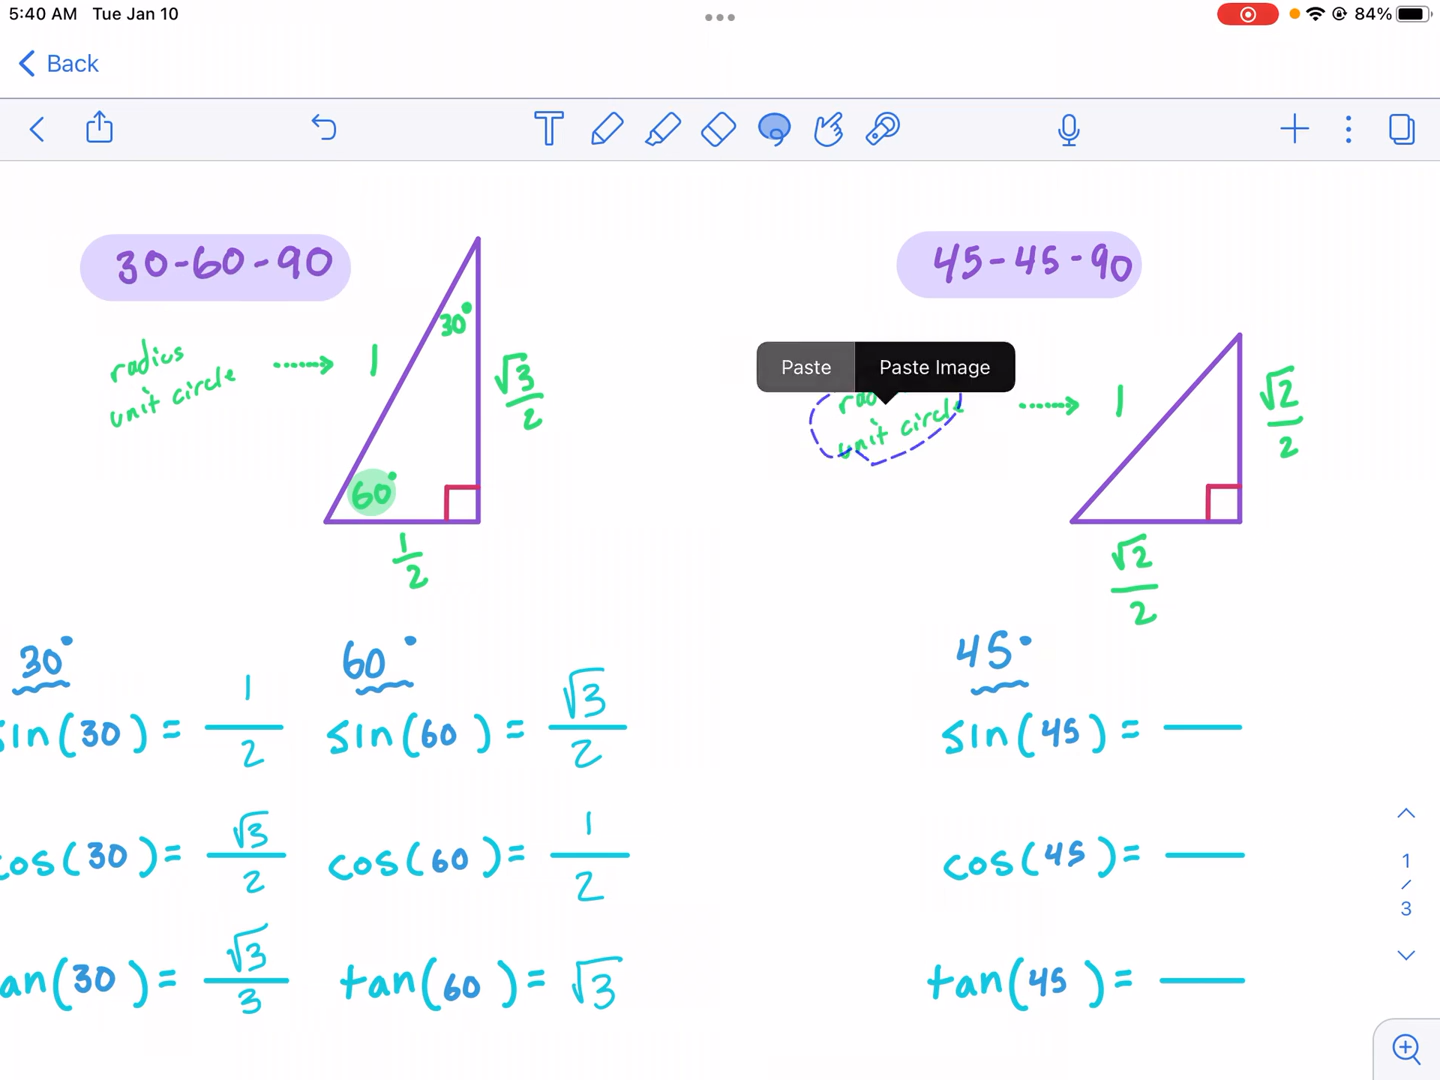 5:40 AM Tue Jan 10
84%
Back
30-60-90
radius
unit circle
1
30°
√3
2
60°
1
2
45-45-90
Paste Paste Image
unit circle
1
√2
2
√2
2
30° 60° 45°
sin(30) = 1/2 sin(60) = √3/2 sin(45) = __
cos(30) = √3/2 cos(60) = 1/2 cos(45) = __
tan(30) = √3/3 tan(60) = √3 tan(45) = __
1
/
3